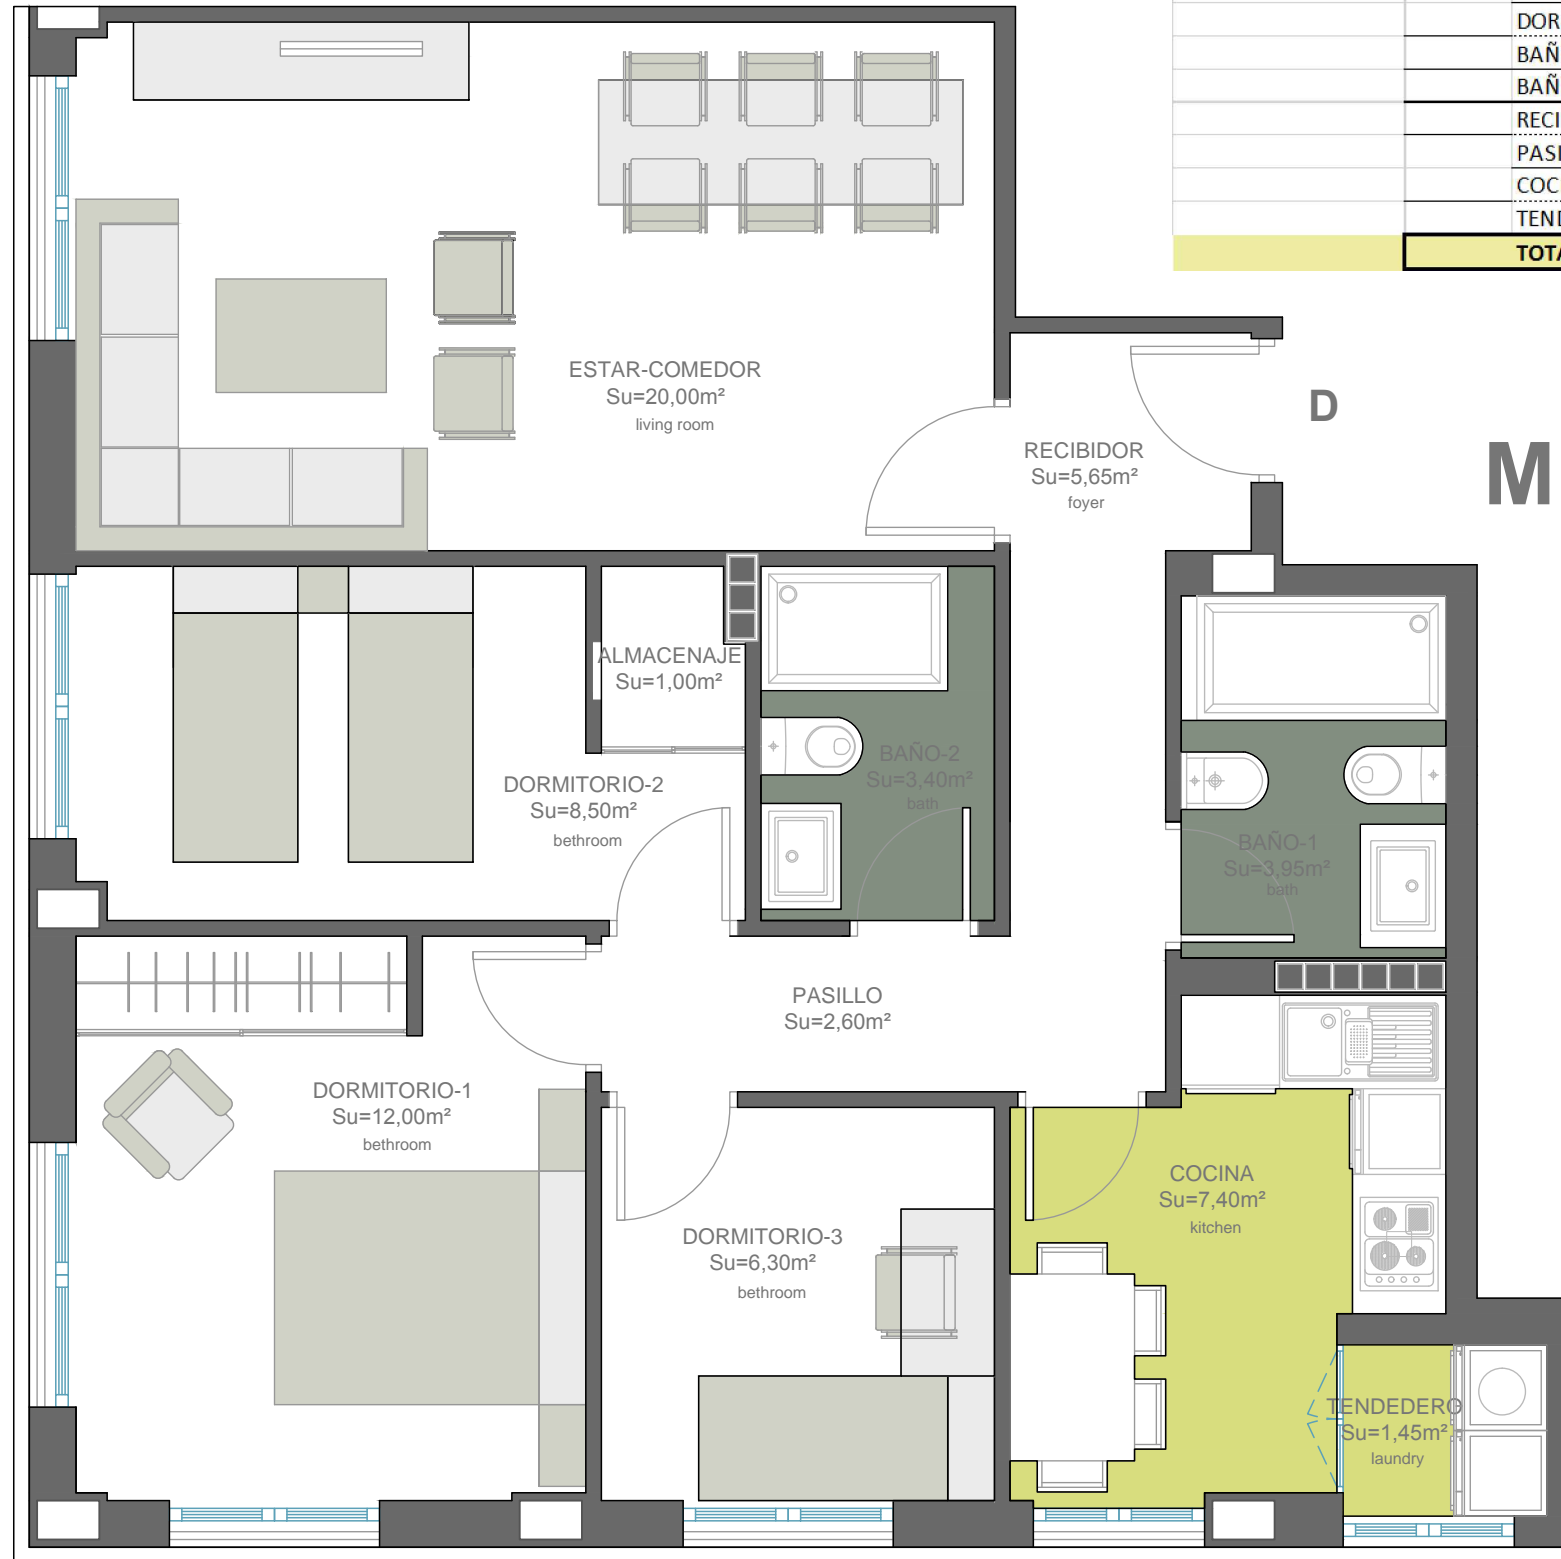 DOR
BAÑ
BAÑ
RECI
PASI
COC
TEND
TOTA
ESTAR-COMEDOR
Su=20,00m²
living room
D
M
RECIBIDOR
Su=5,65m²
foyer
ALMACENAJE
Su=1,00m²
DORMITORIO-2
Su=8,50m²
bethroom
BAÑO-2
Su=3,40m²
bath
BAÑO-1
Su=3,95m²
bath
PASILLO
Su=2,60m²
DORMITORIO-1
Su=12,00m²
bethroom
COCINA
Su=7,40m²
kitchen
DORMITORIO-3
Su=6,30m²
bethroom
TENDEDERO
Su=1,45m²
laundry